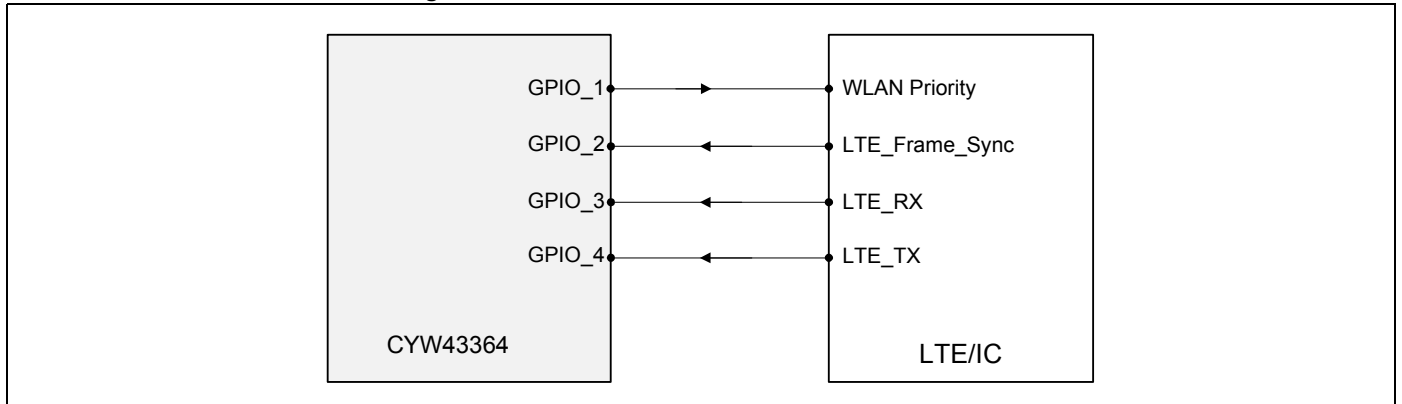 GPIO_1 WLAN Priority
GPIO_2 LTE_Frame_Sync
GPIO_3 LTE_RX
GPIO_4 LTE_TX
CYW43364 LTE/IC